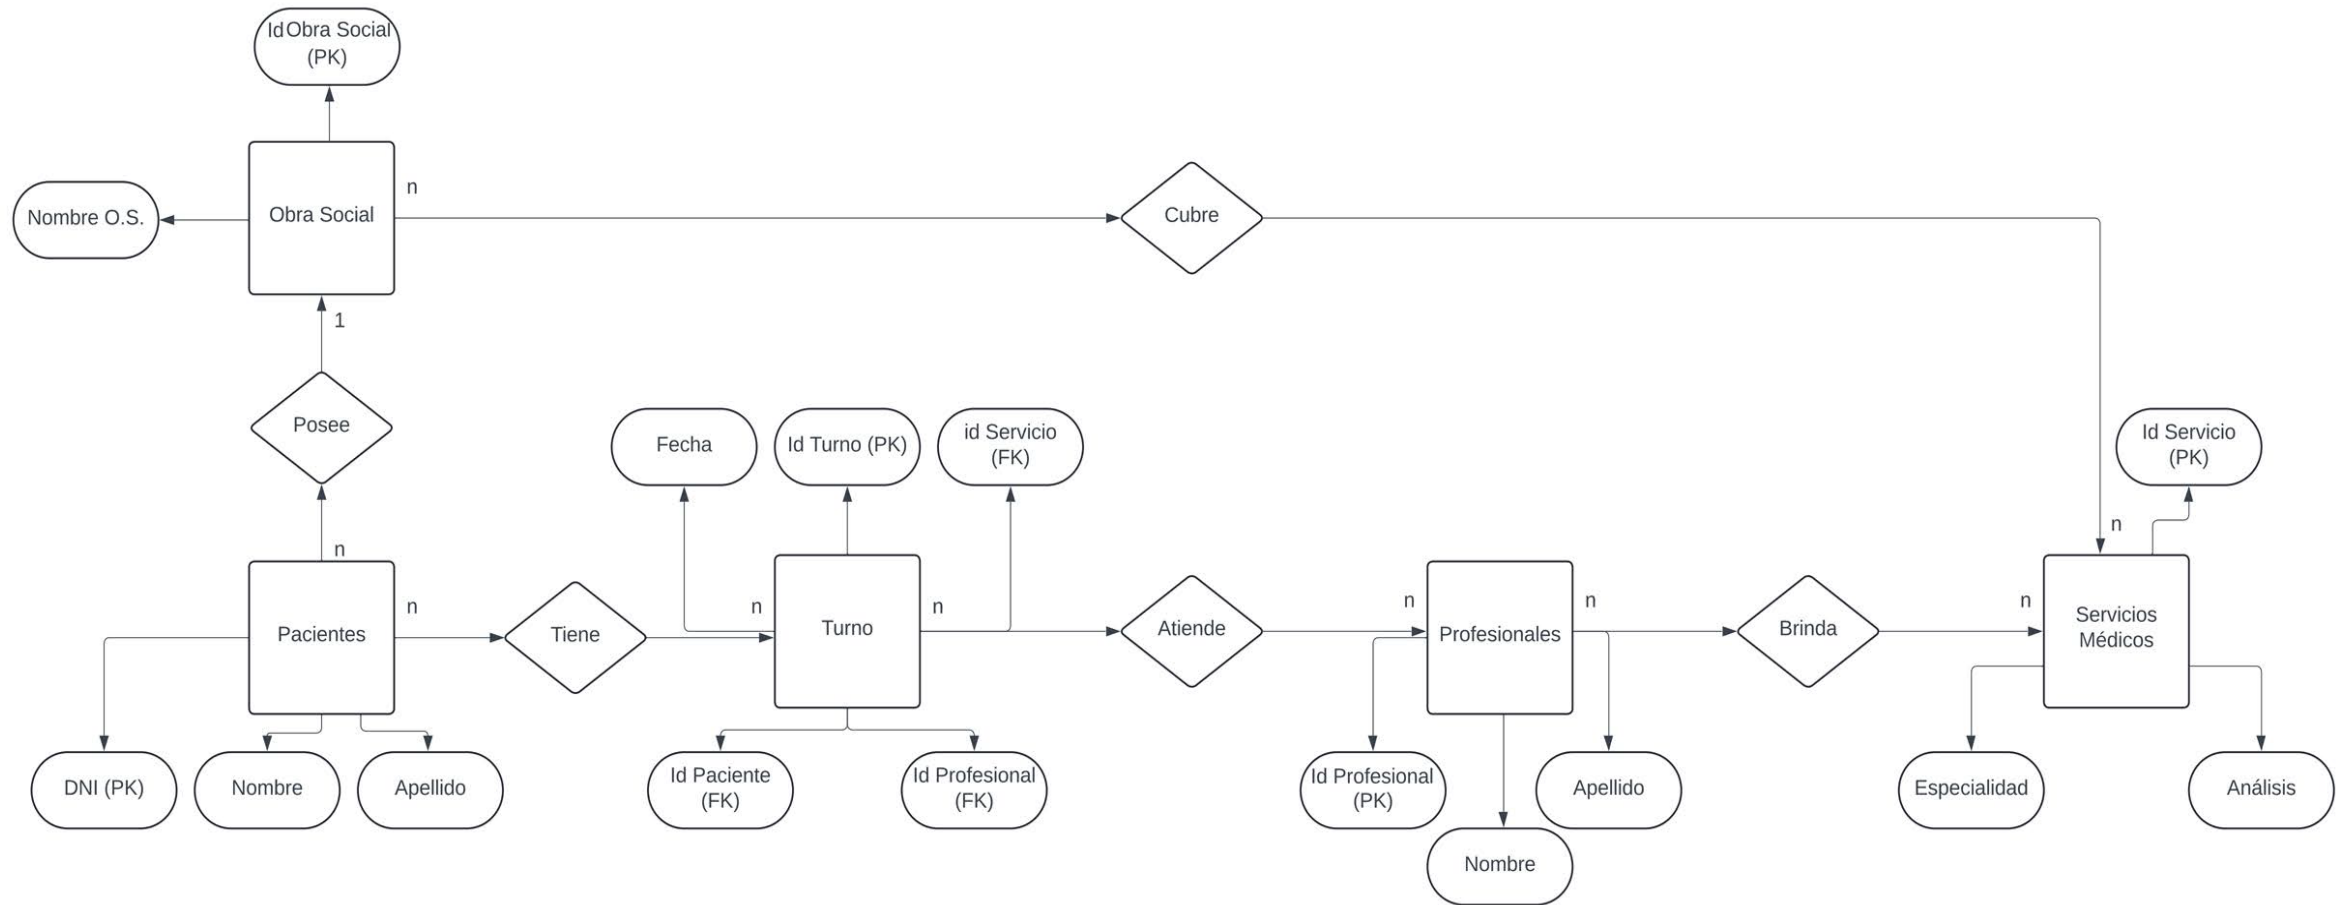 Id Obra Social
(PK)
Nombre O.S.
Obra Social
n
Cubre
1
Posee
Fecha
Id Turno (PK)
id Servicio
(FK)
Id Servicio
(PK)
n
n
Pacientes
n
Tiene
n
Turno
n
Atiende
n
Profesionales
n
Brinda
n
Servicios
Médicos
DNI (PK)
Nombre
Apellido
Id Paciente
(FK)
Id Profesional
(FK)
Id Profesional
(PK)
Nombre
Apellido
Especialidad
Análisis